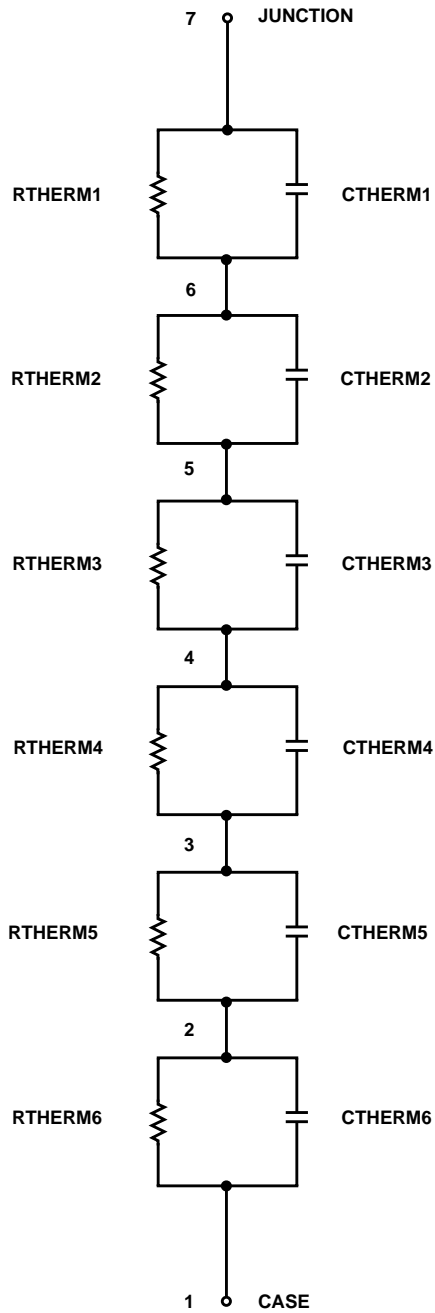 7 JUNCTION
RTHERM1 CTHERM1
6
RTHERM2 CTHERM2
5
RTHERM3 CTHERM3
4
RTHERM4 CTHERM4
3
RTHERM5 CTHERM5
2
RTHERM6 CTHERM6
1 CASE